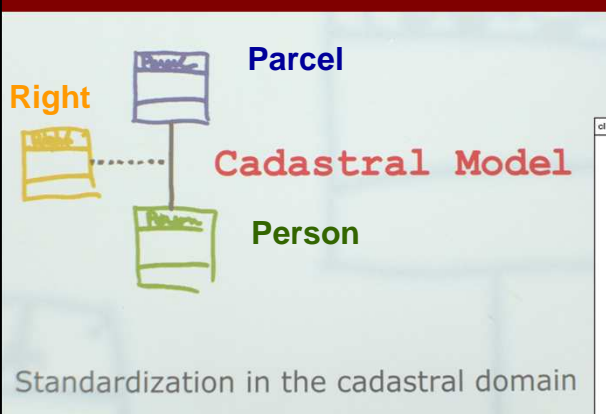 Parcel
Right
Cadastral Model
Person
Standardization in the cadastral domain